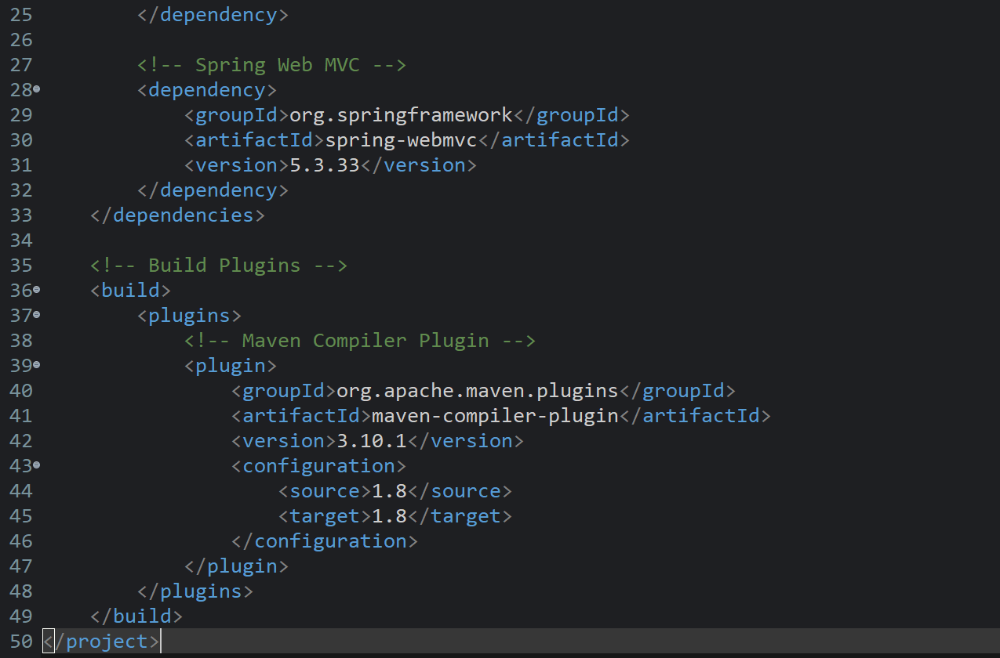 25        </dependency>
26
27        <!-- Spring Web MVC -->
28        <dependency>
29            <groupId>org.springframework</groupId>
30            <artifactId>spring-webmvc</artifactId>
31            <version>5.3.33</version>
32        </dependency>
33    </dependencies>
34
35    <!-- Build Plugins -->
36    <build>
37        <plugins>
38            <!-- Maven Compiler Plugin -->
39            <plugin>
40                <groupId>org.apache.maven.plugins</groupId>
41                <artifactId>maven-compiler-plugin</artifactId>
42                <version>3.10.1</version>
43                <configuration>
44                    <source>1.8</source>
45                    <target>1.8</target>
46                </configuration>
47            </plugin>
48        </plugins>
49    </build>
50</project>